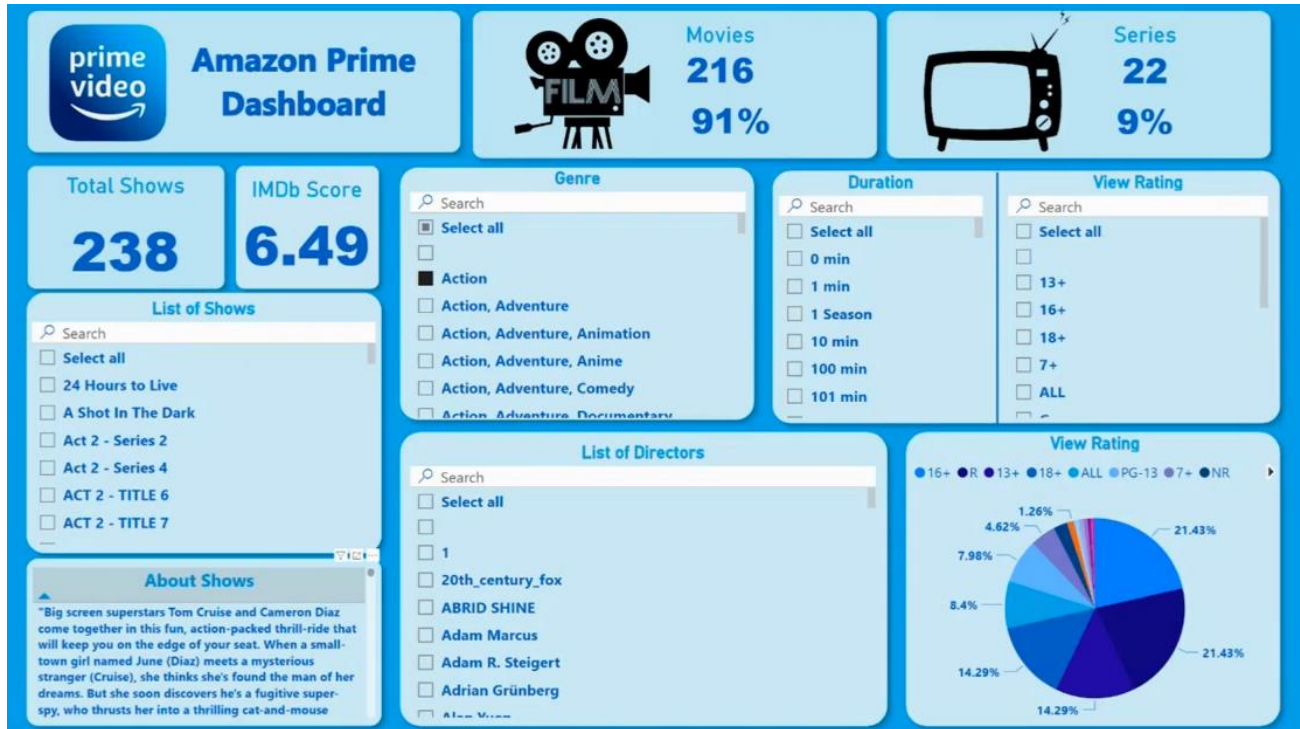 prime
video
Amazon Prime
Dashboard
FILM
Movies
216
91%
Series
22
9%
Total Shows
238
IMDb Score
6.49
List of Shows
Search
Select all
24 Hours to Live
A Shot In The Dark
Act 2 - Series 2
Act 2 - Series 4
ACT 2 - TITLE 6
ACT 2 - TITLE 7
About Shows
"Big screen superstars Tom Cruise and Cameron Diaz
come together in this fun, action-packed thrill-ride that
will keep you on the edge of your seat. When a small-
town girl named June (Diaz) meets a mysterious
stranger (Cruise), she thinks she's found the man of her
dreams. But she soon discovers he's a fugitive super-
spy, who thrusts her into a thrilling cat-and-mouse
Genre
Search
Select all
Action
Action, Adventure
Action, Adventure, Animation
Action, Adventure, Anime
Action, Adventure, Comedy
Action, Adventure, Documentary
Duration
Search
Select all
0 min
1 min
1 Season
10 min
100 min
101 min
View Rating
Search
Select all
13+
16+
18+
7+
ALL
List of Directors
Search
Select all
1
20th_century_fox
ABRID SHINE
Adam Marcus
Adam R. Steigert
Adrian Grünberg
View Rating
16+ R 13+ 18+ ALL PG-13 7+ NR
1.26%
4.62%
7.98%
8.4%
14.29%
14.29%
21.43%
21.43%